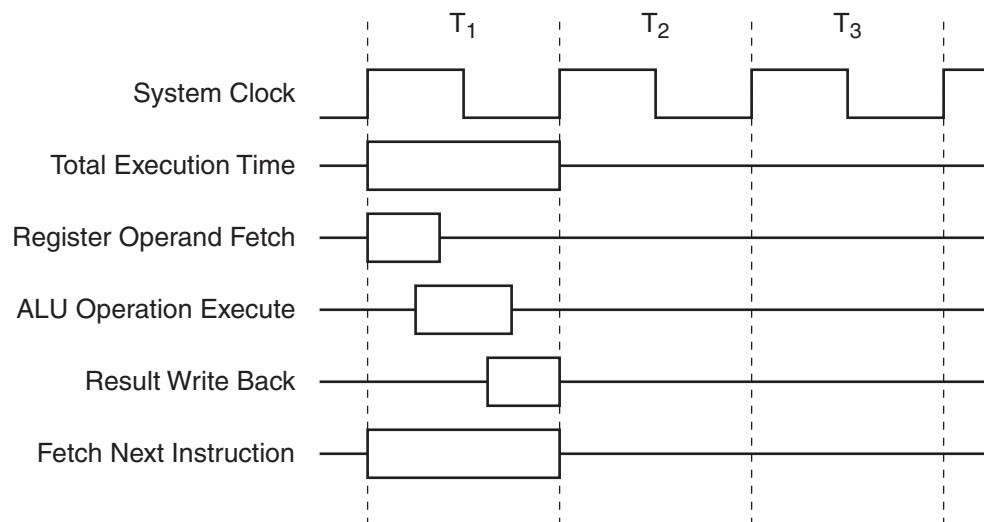 T1 T2 T3
System Clock
Total Execution Time
Register Operand Fetch
ALU Operation Execute
Result Write Back
Fetch Next Instruction